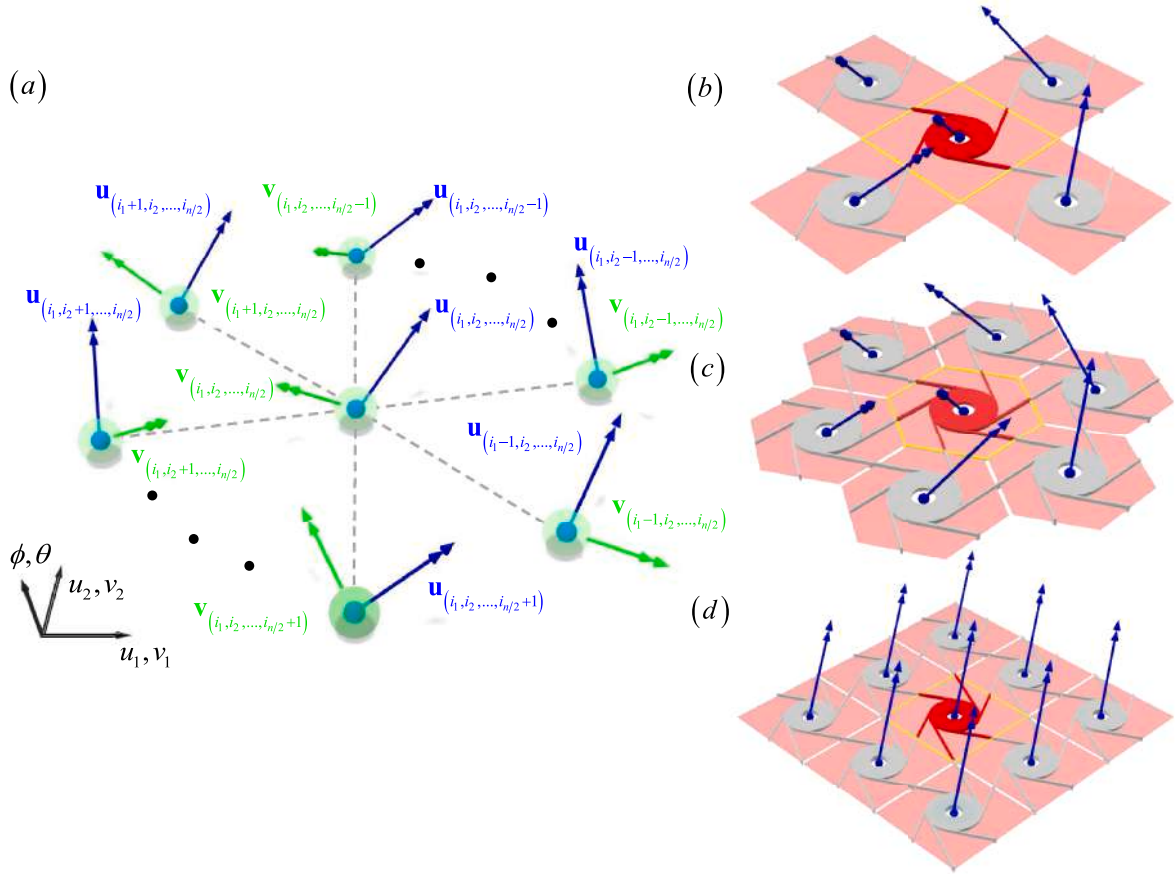 (a)
(b)
u(i₁+1,i₂,...,iₙ/₂)
v(i₁,i₂,...,iₙ/₂−1)
u(i₁,i₂,...,iₙ/₂−1)
u(i₁,i₂−1,...,iₙ/₂)
u(i₁,i₂+1,...,iₙ/₂)
v(i₁+1,i₂,...,iₙ/₂)
u(i₁,i₂,...,iₙ/₂)
v(i₁,i₂−1,...,iₙ/₂)
v(i₁,i₂,...,iₙ/₂)
(c)
u(i₁−1,i₂,...,iₙ/₂)
v(i₁,i₂+1,...,iₙ/₂)
v(i₁−1,i₂,...,iₙ/₂)
ϕ,θ
u₂,v₂
v(i₁,i₂,...,iₙ/₂+1)
u(i₁,i₂,...,iₙ/₂+1)
(d)
u₁,v₁